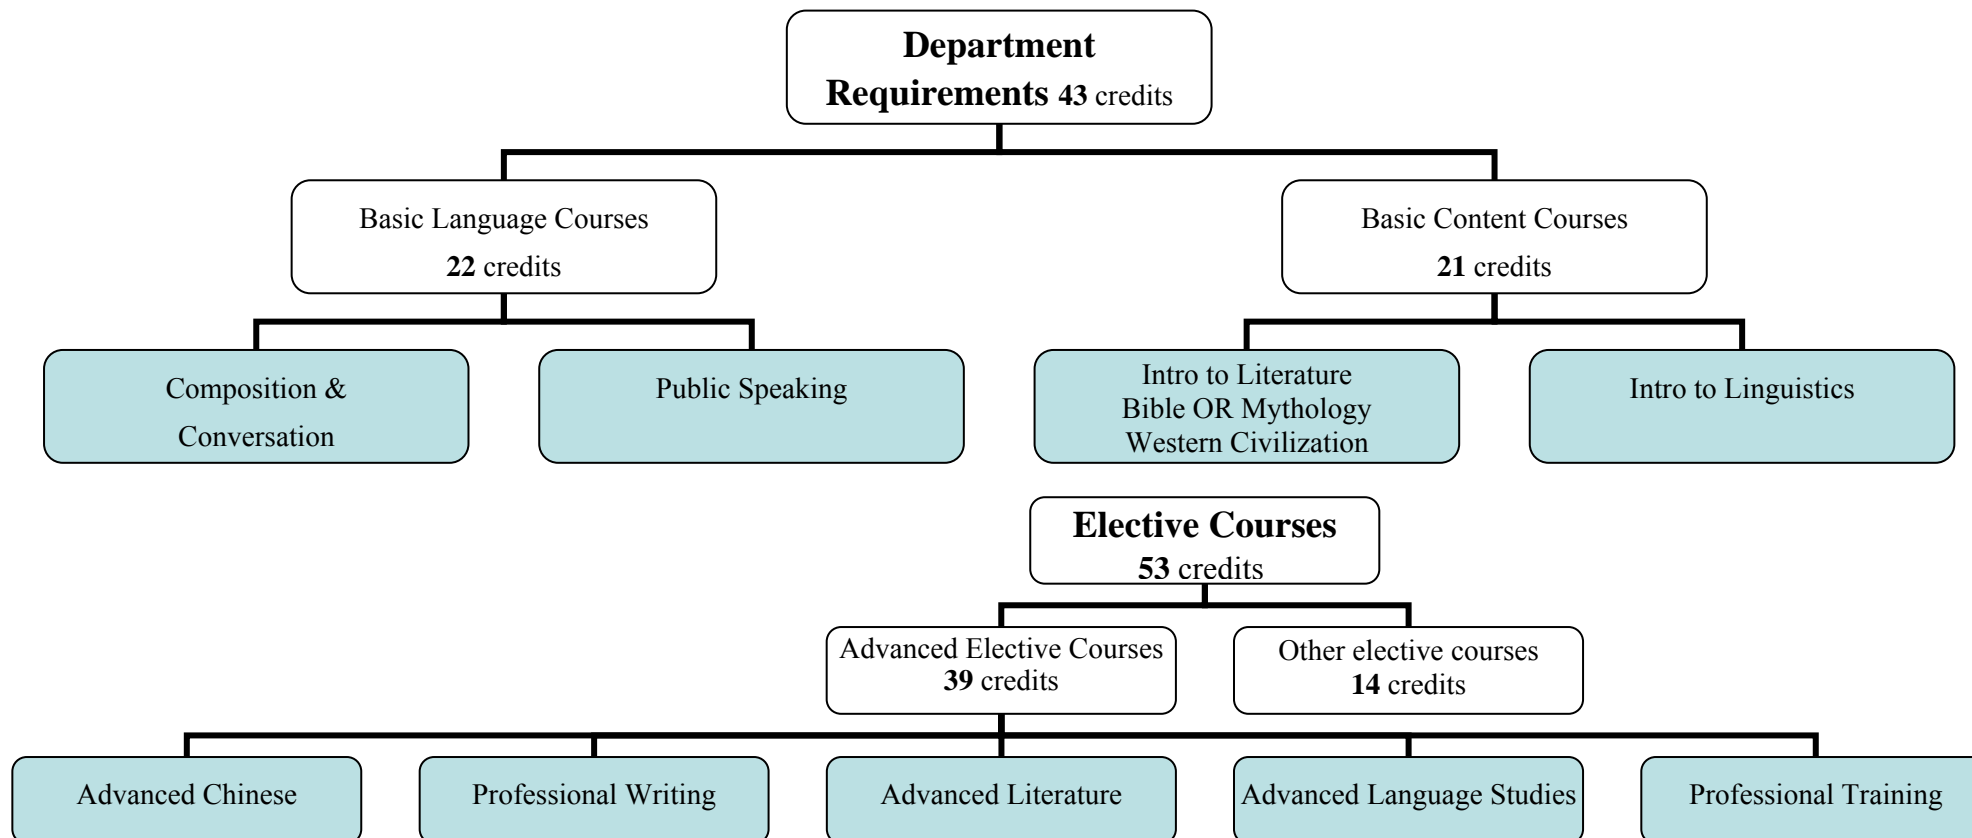 Department
Requirements 43 credits
Basic Language Courses
22 credits
Basic Content Courses
21 credits
Composition &
Conversation
Public Speaking
Intro to Literature
Bible OR Mythology
Western Civilization
Intro to Linguistics
Elective Courses
53 credits
Advanced Elective Courses
39 credits
Other elective courses
14 credits
Advanced Chinese
Professional Writing
Advanced Literature
Advanced Language Studies
Professional Training